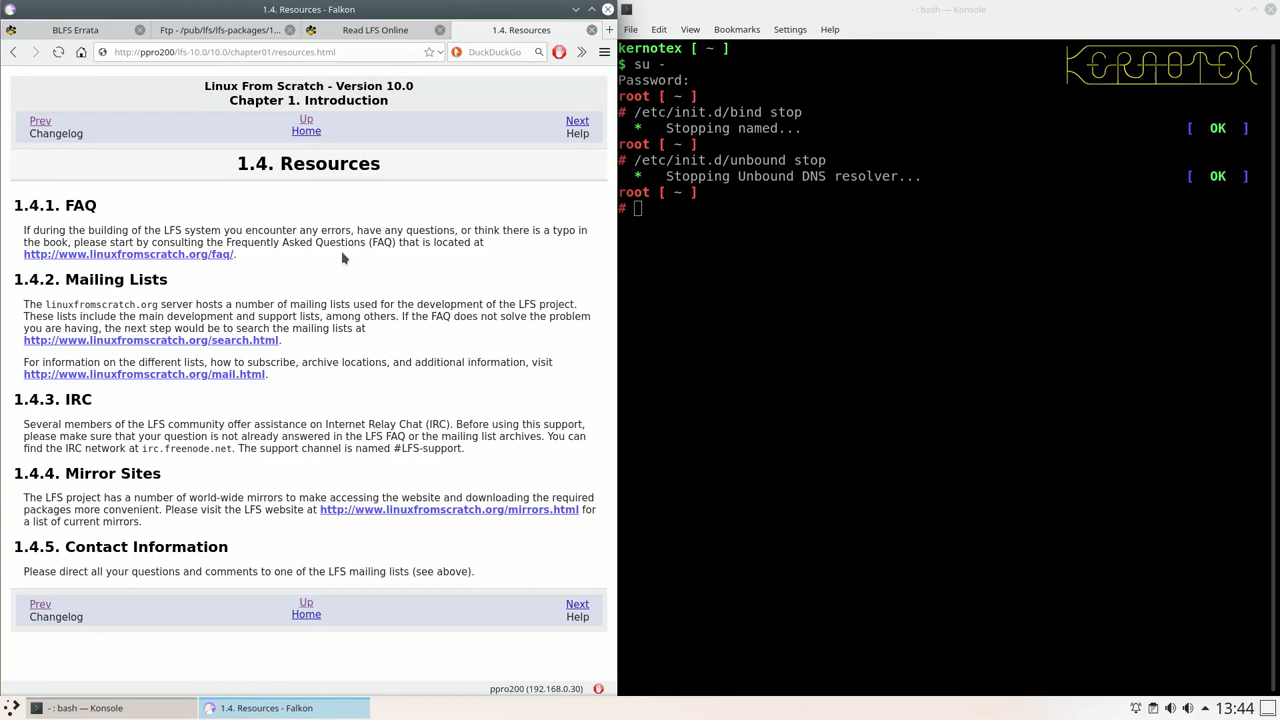 1.4. Resources - Falkon
BLFS Errata
Ftp - /pub/lfs/lfs-packages/1...
Read LFS Online
1.4. Resources
http://ppro200/lfs-10.0/10.0/chapter01/resources.html
DuckDuckGo
Linux From Scratch - Version 10.0
Chapter 1. Introduction
Prev
Up
Next
Changelog
Home
Help
1.4. Resources
1.4.1. FAQ
If during the building of the LFS system you encounter any errors, have any questions, or think there is a typo in
the book, please start by consulting the Frequently Asked Questions (FAQ) that is located at
http://www.linuxfromscratch.org/faq/.
1.4.2. Mailing Lists
The linuxfromscratch.org server hosts a number of mailing lists used for the development of the LFS project.
These lists include the main development and support lists, among others. If the FAQ does not solve the problem
you are having, the next step would be to search the mailing lists at
http://www.linuxfromscratch.org/search.html.
For information on the different lists, how to subscribe, archive locations, and additional information, visit
http://www.linuxfromscratch.org/mail.html.
1.4.3. IRC
Several members of the LFS community offer assistance on Internet Relay Chat (IRC). Before using this support,
please make sure that your question is not already answered in the LFS FAQ or the mailing list archives. You can
find the IRC network at irc.freenode.net. The support channel is named #LFS-support.
1.4.4. Mirror Sites
The LFS project has a number of world-wide mirrors to make accessing the website and downloading the required
packages more convenient. Please visit the LFS website at http://www.linuxfromscratch.org/mirrors.html for
a list of current mirrors.
1.4.5. Contact Information
Please direct all your questions and comments to one of the LFS mailing lists (see above).
Prev
Up
Next
Changelog
Home
Help
ppro200 (192.168.0.30)
- : bash — Konsole
File Edit View Bookmarks Settings Help
kernotex [ ~ ]
$ su -
Password:
root [ ~ ]
# /etc/init.d/bind stop
* Stopping named... [ OK ]
root [ ~ ]
# /etc/init.d/unbound stop
* Stopping Unbound DNS resolver... [ OK ]
root [ ~ ]
#
KERNOTEX
- : bash — Konsole
1.4. Resources - Falkon
13:44